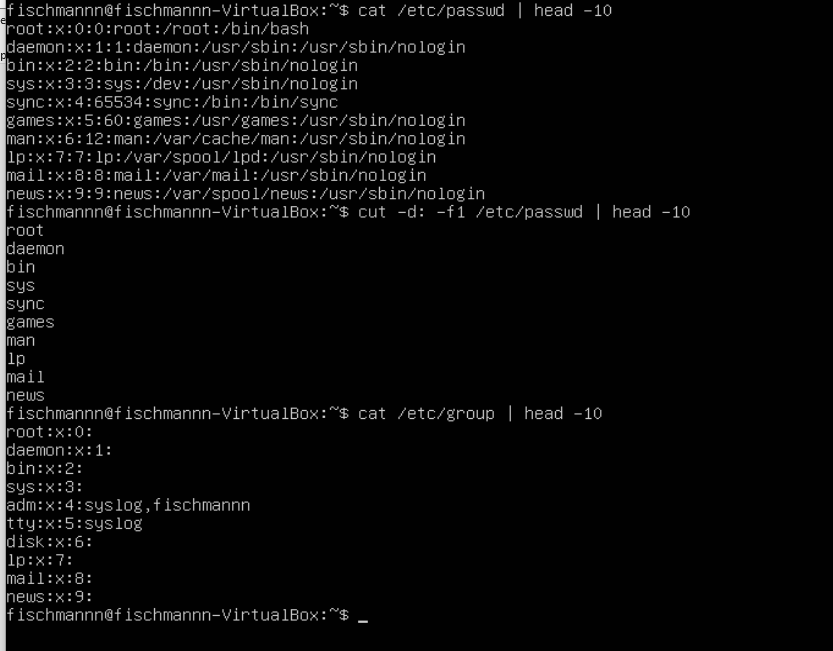 fischmannn@fischmannn-VirtualBox:~$ cat /etc/passwd | head -10
root:x:0:0:root:/root:/bin/bash
daemon:x:1:1:daemon:/usr/sbin:/usr/sbin/nologin
bin:x:2:2:bin:/bin:/usr/sbin/nologin
sys:x:3:3:sys:/dev:/usr/sbin/nologin
sync:x:4:65534:sync:/bin:/bin/sync
games:x:5:60:games:/usr/games:/usr/sbin/nologin
man:x:6:12:man:/var/cache/man:/usr/sbin/nologin
lp:x:7:7:lp:/var/spool/lpd:/usr/sbin/nologin
mail:x:8:8:mail:/var/mail:/usr/sbin/nologin
news:x:9:9:news:/var/spool/news:/usr/sbin/nologin
fischmannn@fischmannn-VirtualBox:~$ cut -d: -f1 /etc/passwd | head -10
root
daemon
bin
sys
sync
games
man
lp
mail
news
fischmannn@fischmannn-VirtualBox:~$ cat /etc/group | head -10
root:x:0:
daemon:x:1:
bin:x:2:
sys:x:3:
adm:x:4:syslog,fischmannn
tty:x:5:syslog
disk:x:6:
lp:x:7:
mail:x:8:
news:x:9:
fischmannn@fischmannn-VirtualBox:~$ _